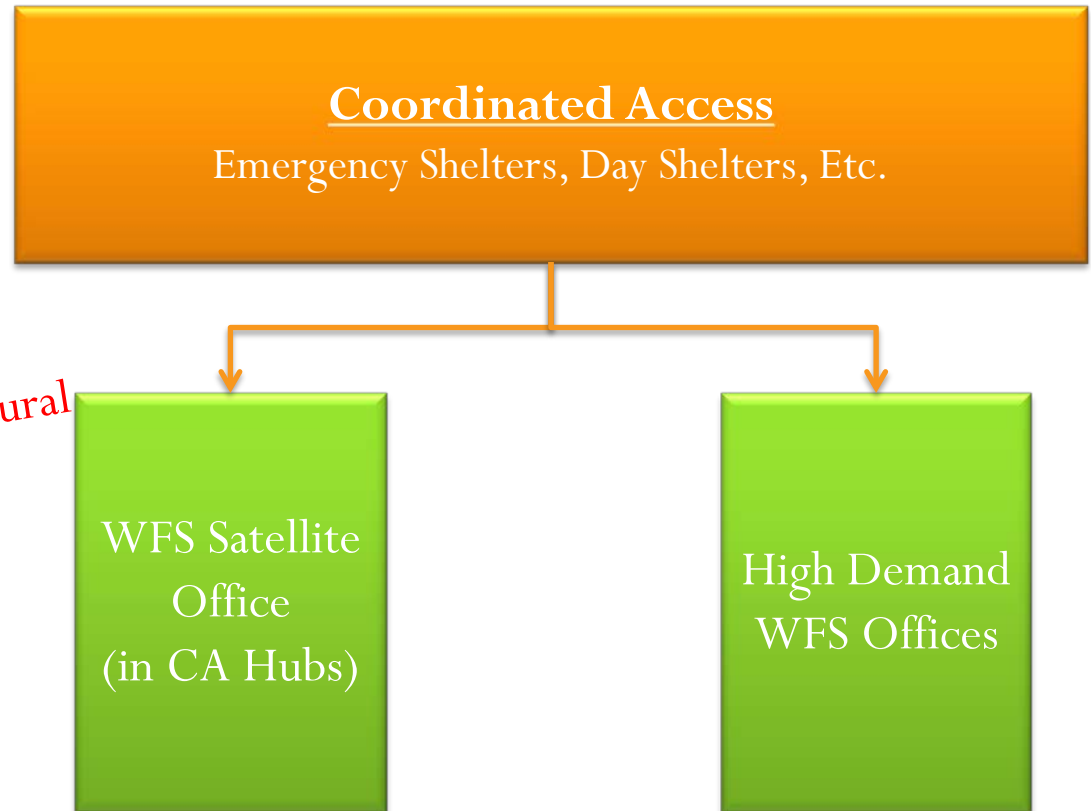 Coordinated Access
Emergency Shelters, Day Shelters, Etc.
ural
WFS Satellite
Office
(in CA Hubs)
High Demand
WFS Offices